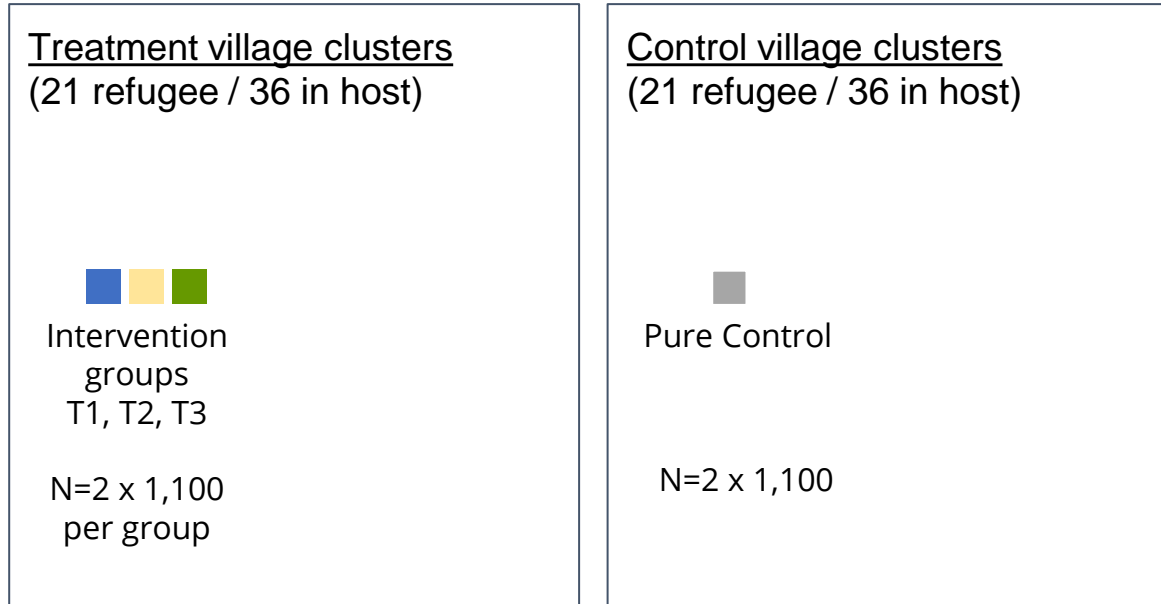 Treatment village clusters
(21 refugee / 36 in host)
Intervention
groups
T1, T2, T3
N=2 x 1,100
per group
Control village clusters
(21 refugee / 36 in host)
Pure Control
N=2 x 1,100